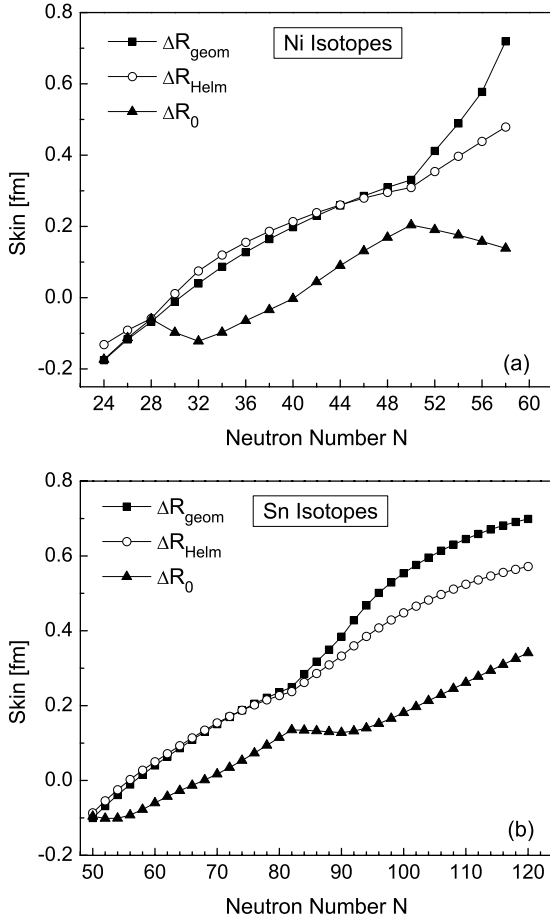 0.8
ΔR_geom
Ni Isotopes
0.6
ΔR_Helm
ΔR_0
0.4
Skin [fm]
0.2
0.0
-0.2
(a)
24 28 32 36 40 44 48 52 56 60
Neutron Number N
0.8
ΔR_geom
Sn Isotopes
ΔR_Helm
0.6
ΔR_0
0.4
Skin [fm]
0.2
0.0
-0.2
(b)
50 60 70 80 90 100 110 120
Neutron Number N